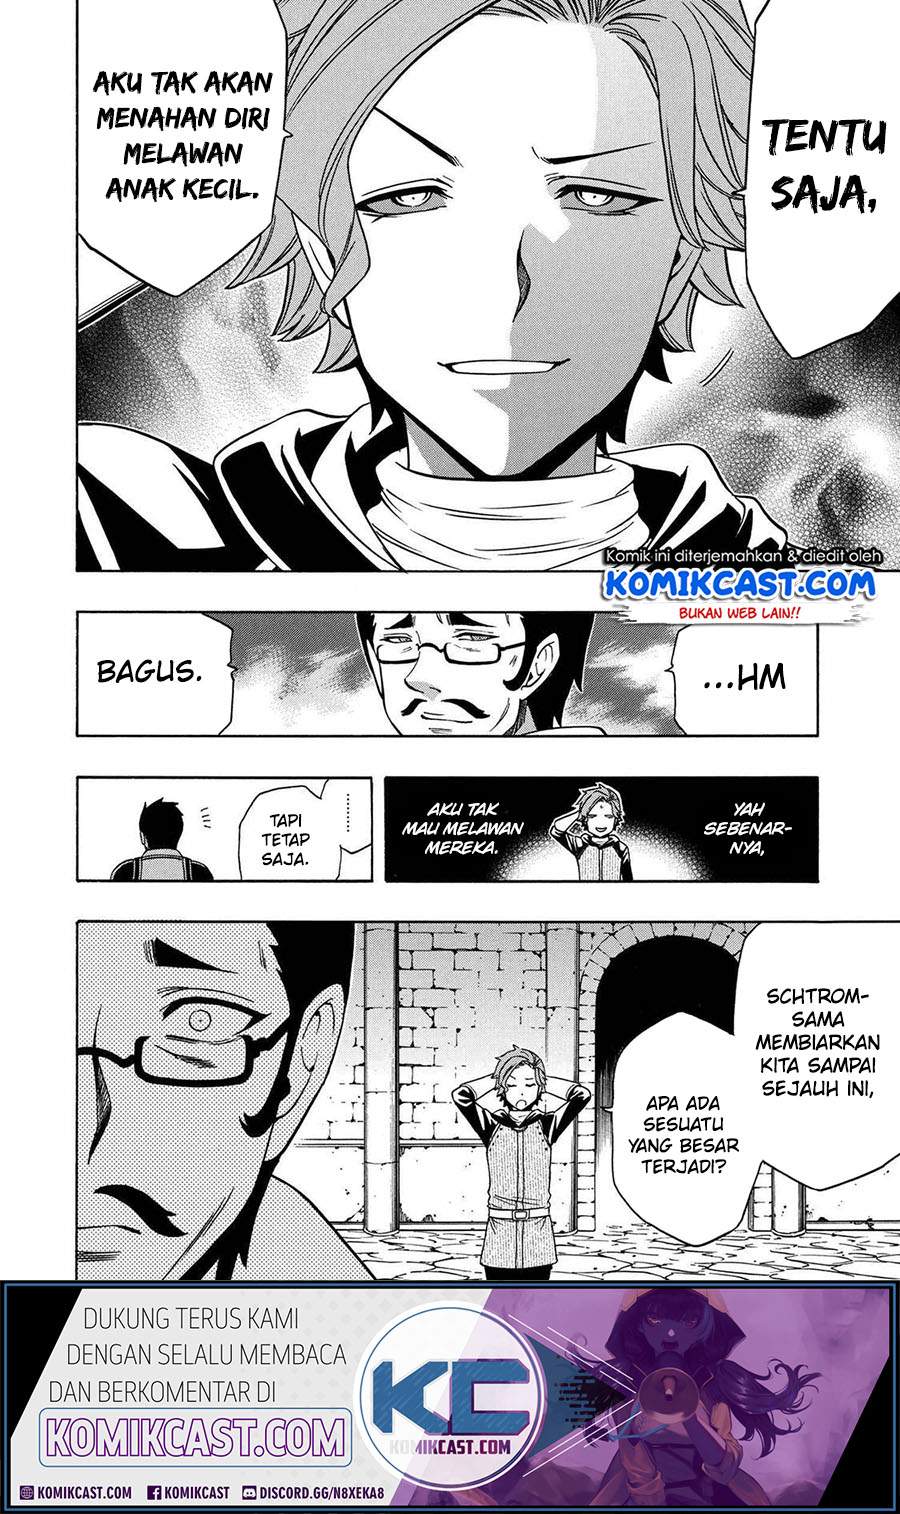 TENTU
SAJA,
AKU TAK AKAN
MENAHAN DIRI
MELAWAN
ANAK KECIL.
Komik ini diterjemahkan & diedit oleh
KOMIKCAST.COM
BUKAN WEB LAIN!!
...HM
BAGUS.
YAH
SEBENAR-
NYA,
AKU TAK
MAU MELAWAN
MEREKA.
........
TAPI
TETAP
SAJA.
SCHTROM-
SAMA
MEMBIARKAN
KITA SAMPAI
SEJAUH INI,
APA ADA
SESUATU
YANG BESAR
TERJADI?
DUKUNG TERUS KAMI
DENGAN SELALU MEMBACA
DAN BERKOMENTAR DI
KOMIKCAST.COM
KC
KOMIKCAST.COM
KOMIKCAST.COM
KOMIKCAST
DISCORD.GG/N8XEKA8